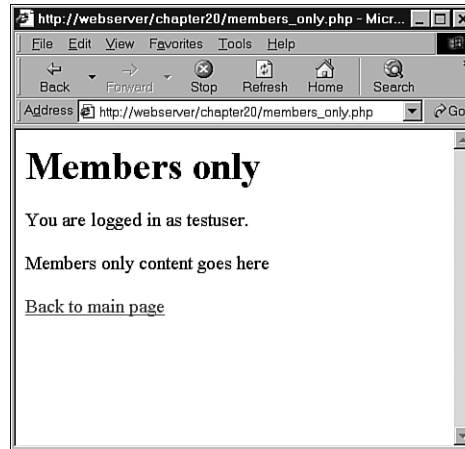 http://webserver/chapter20/members_only.php - Micr...
File Edit View Favorites Tools Help
Back Forward Stop Refresh Home Search
Address http://webserver/chapter20/members_only.php Go
Members only
You are logged in as testuser.
Members only content goes here
Back to main page